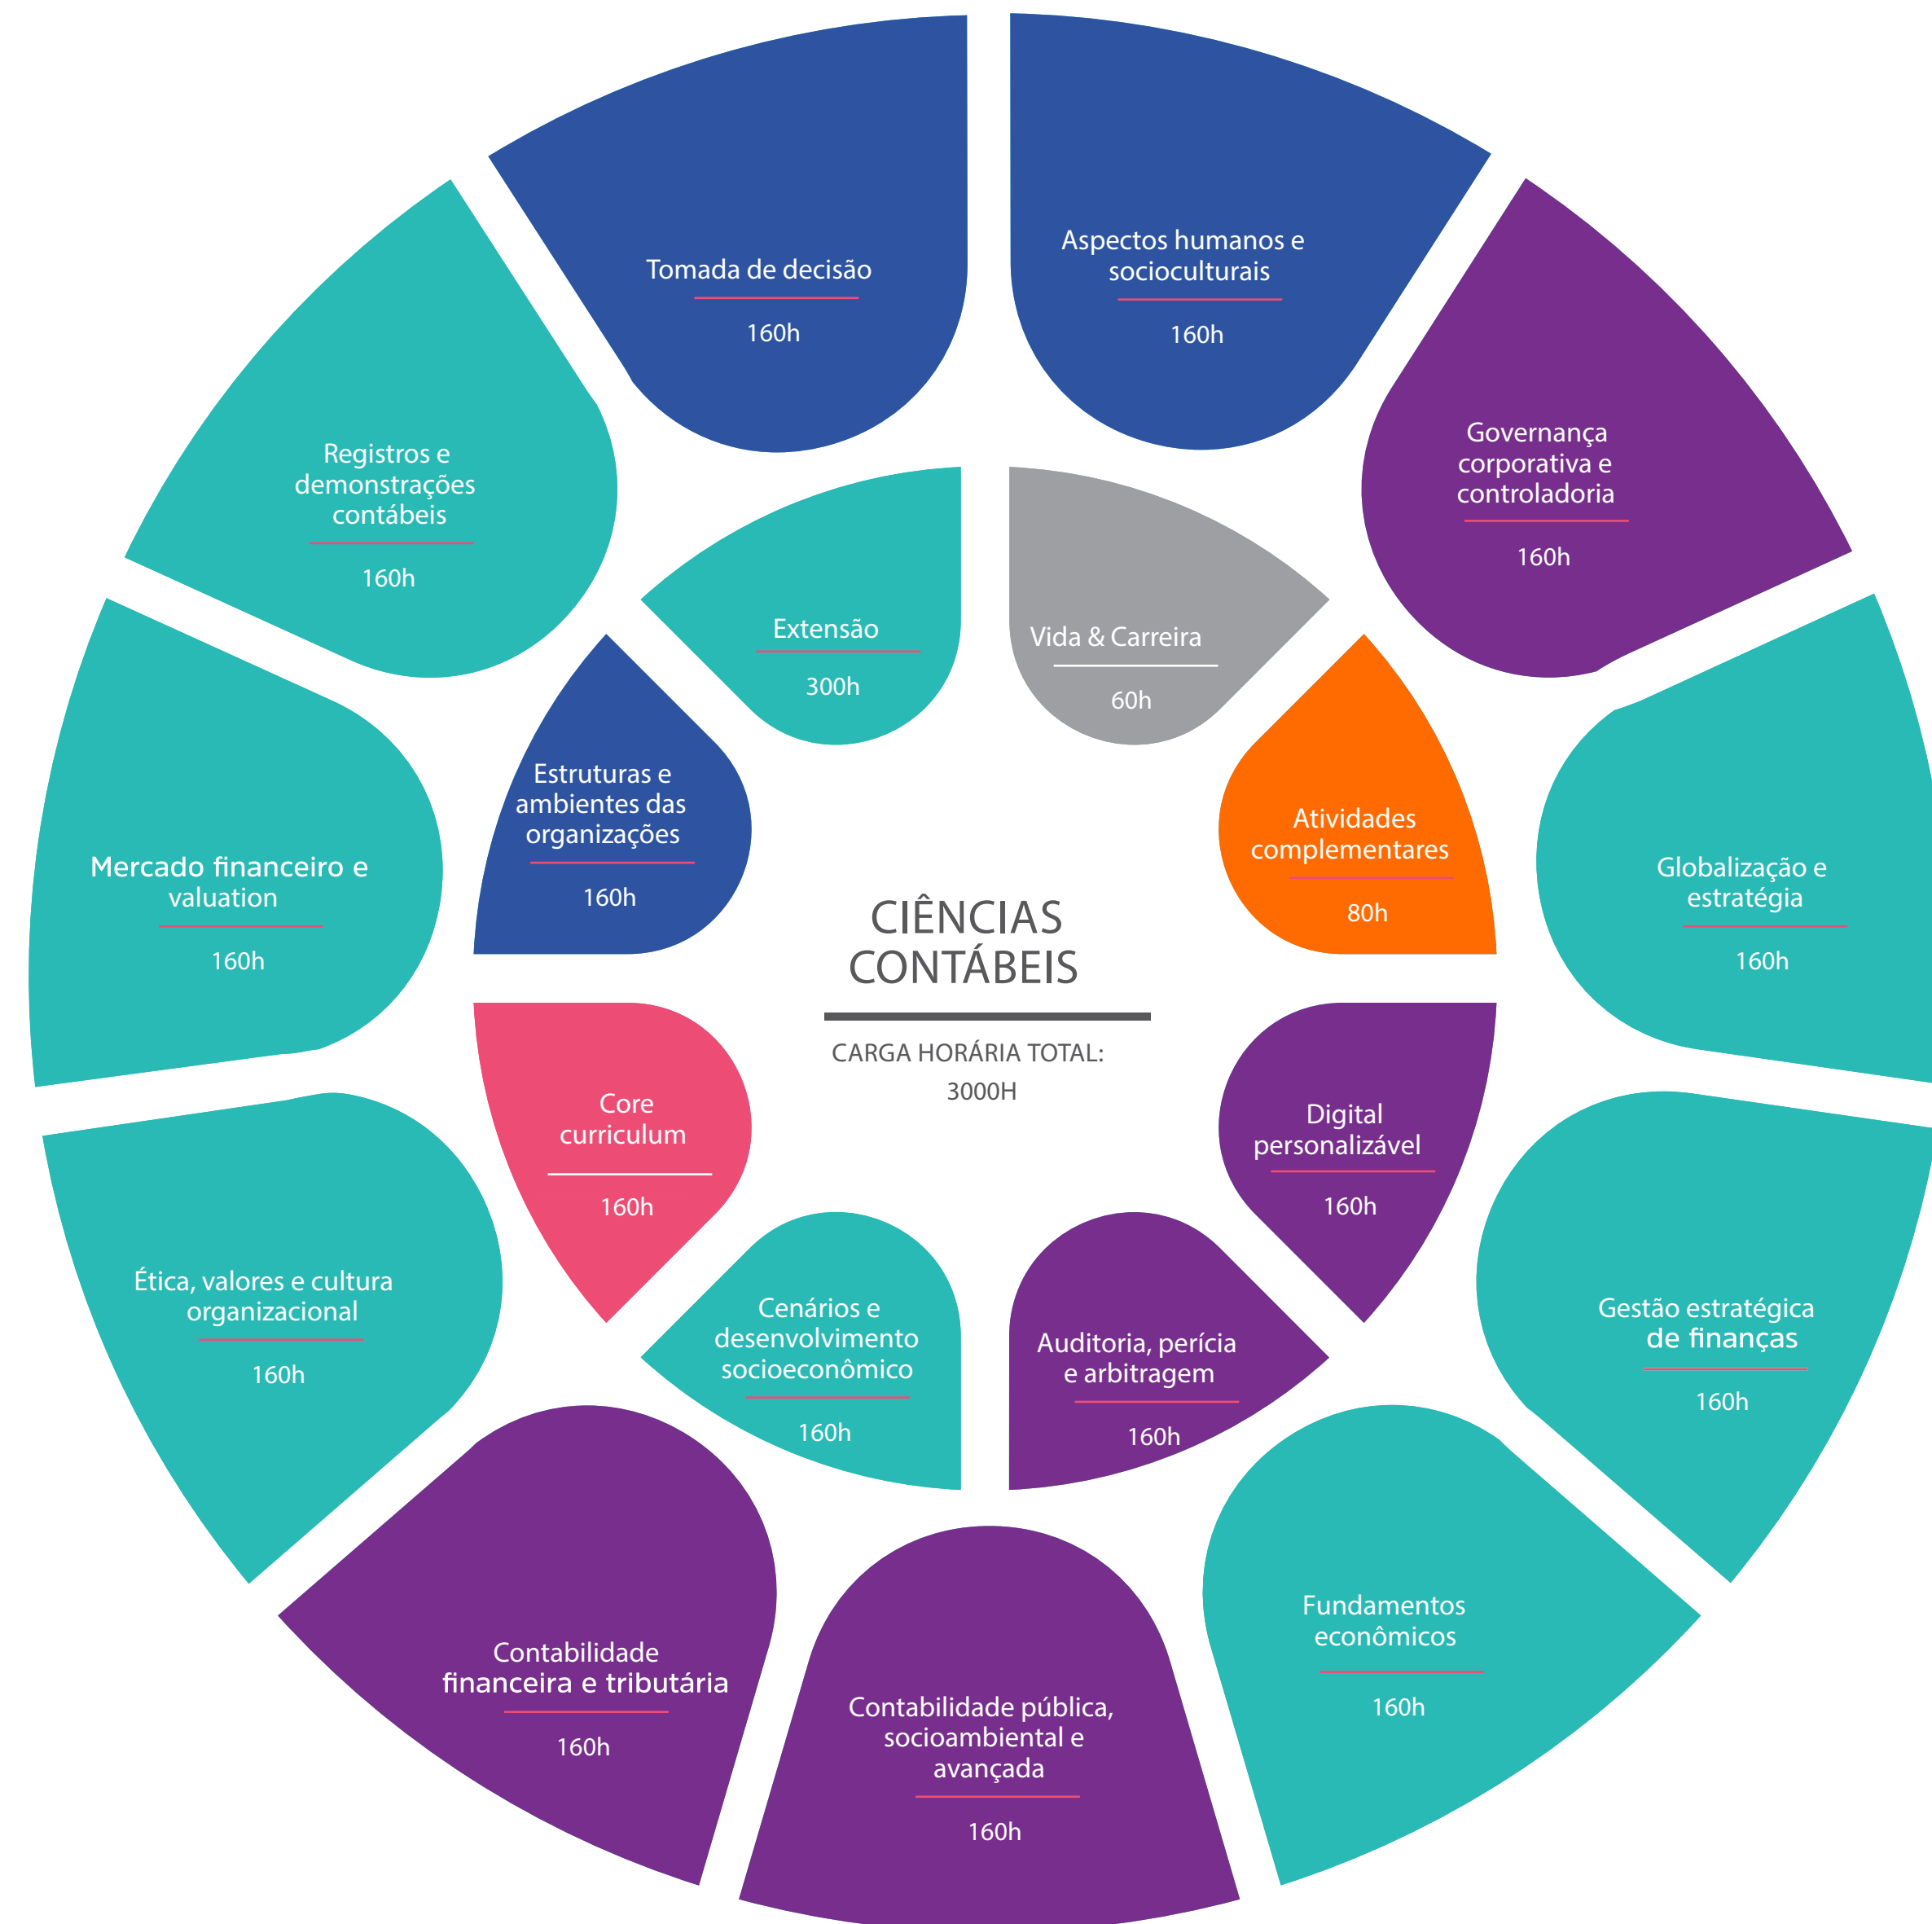 Tomada de decisão
160h
Aspectos humanos e
socioculturais
160h
Governança
corporativa e
controladoria
160h
Registros e
demonstrações
contábeis
160h
Extensão
300h
Vida & Carreira
60h
Estruturas e
ambientes das
organizações
160h
Atividades
complementares
80h
Mercado financeiro e
valuation
160h
Globalização e
estratégia
160h
CIÊNCIAS
CONTÁBEIS
CARGA HORÁRIA TOTAL:
3000H
Core
curriculum
160h
Digital
personalizável
160h
Ética, valores e cultura
organizacional
160h
Cenários e
desenvolvimento
socioeconômico
160h
Auditoria, perícia
e arbitragem
160h
Gestão estratégica
de finanças
160h
Fundamentos
econômicos
160h
Contabilidade
financeira e tributária
160h
Contabilidade pública,
socioambiental e
avançada
160h